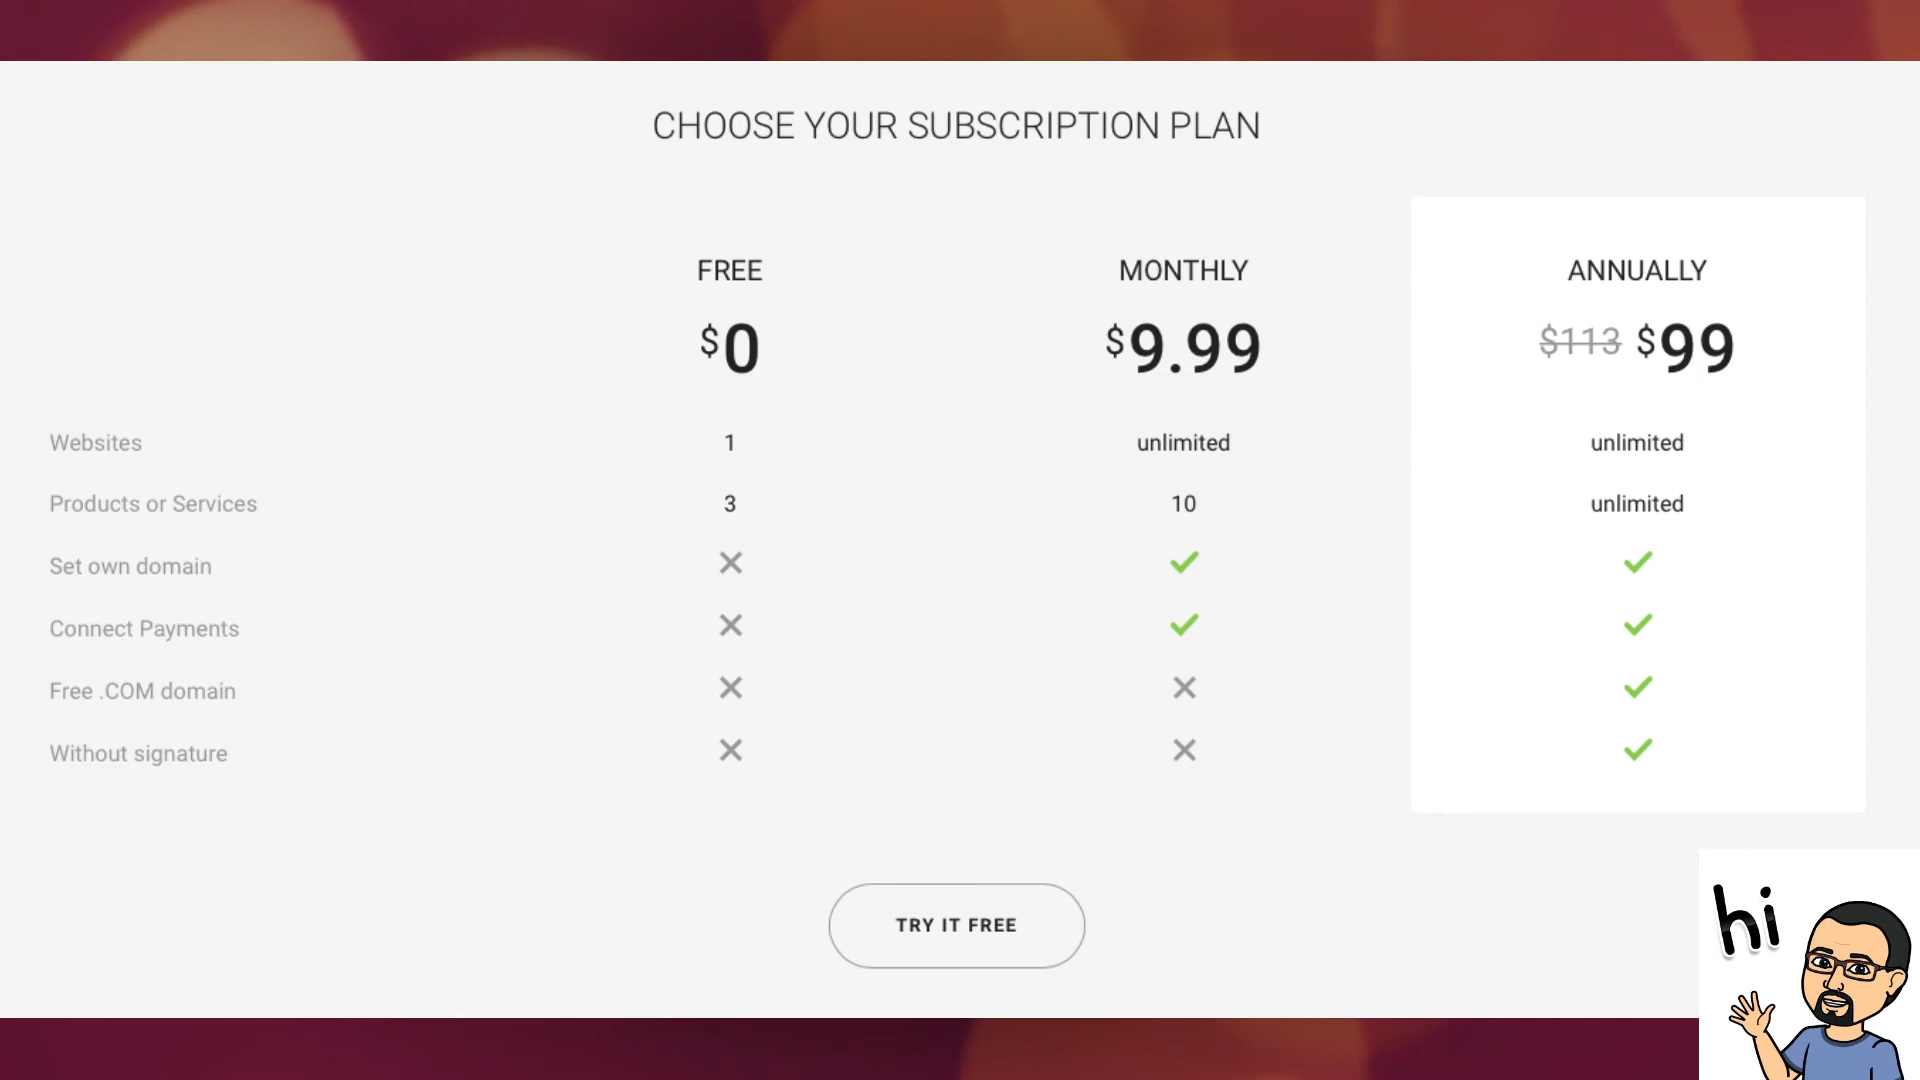 CHOOSE YOUR SUBSCRIPTION PLAN
FREE MONTHLY ANNUALLY
$0 $9.99 $113 $99
Websites 1 unlimited unlimited
Products or Services 3 10 unlimited
Set own domain
Connect Payments
Free .COM domain
Without signature
TRY IT FREE
hi